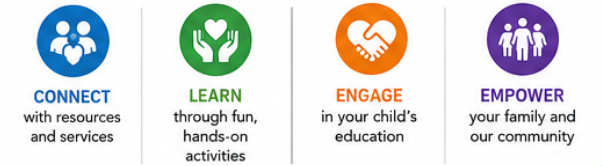 CONNECT
with resources
and services
LEARN
through fun,
hands-on
activities
ENGAGE
in your child's
education
EMPOWER
your family and
our community